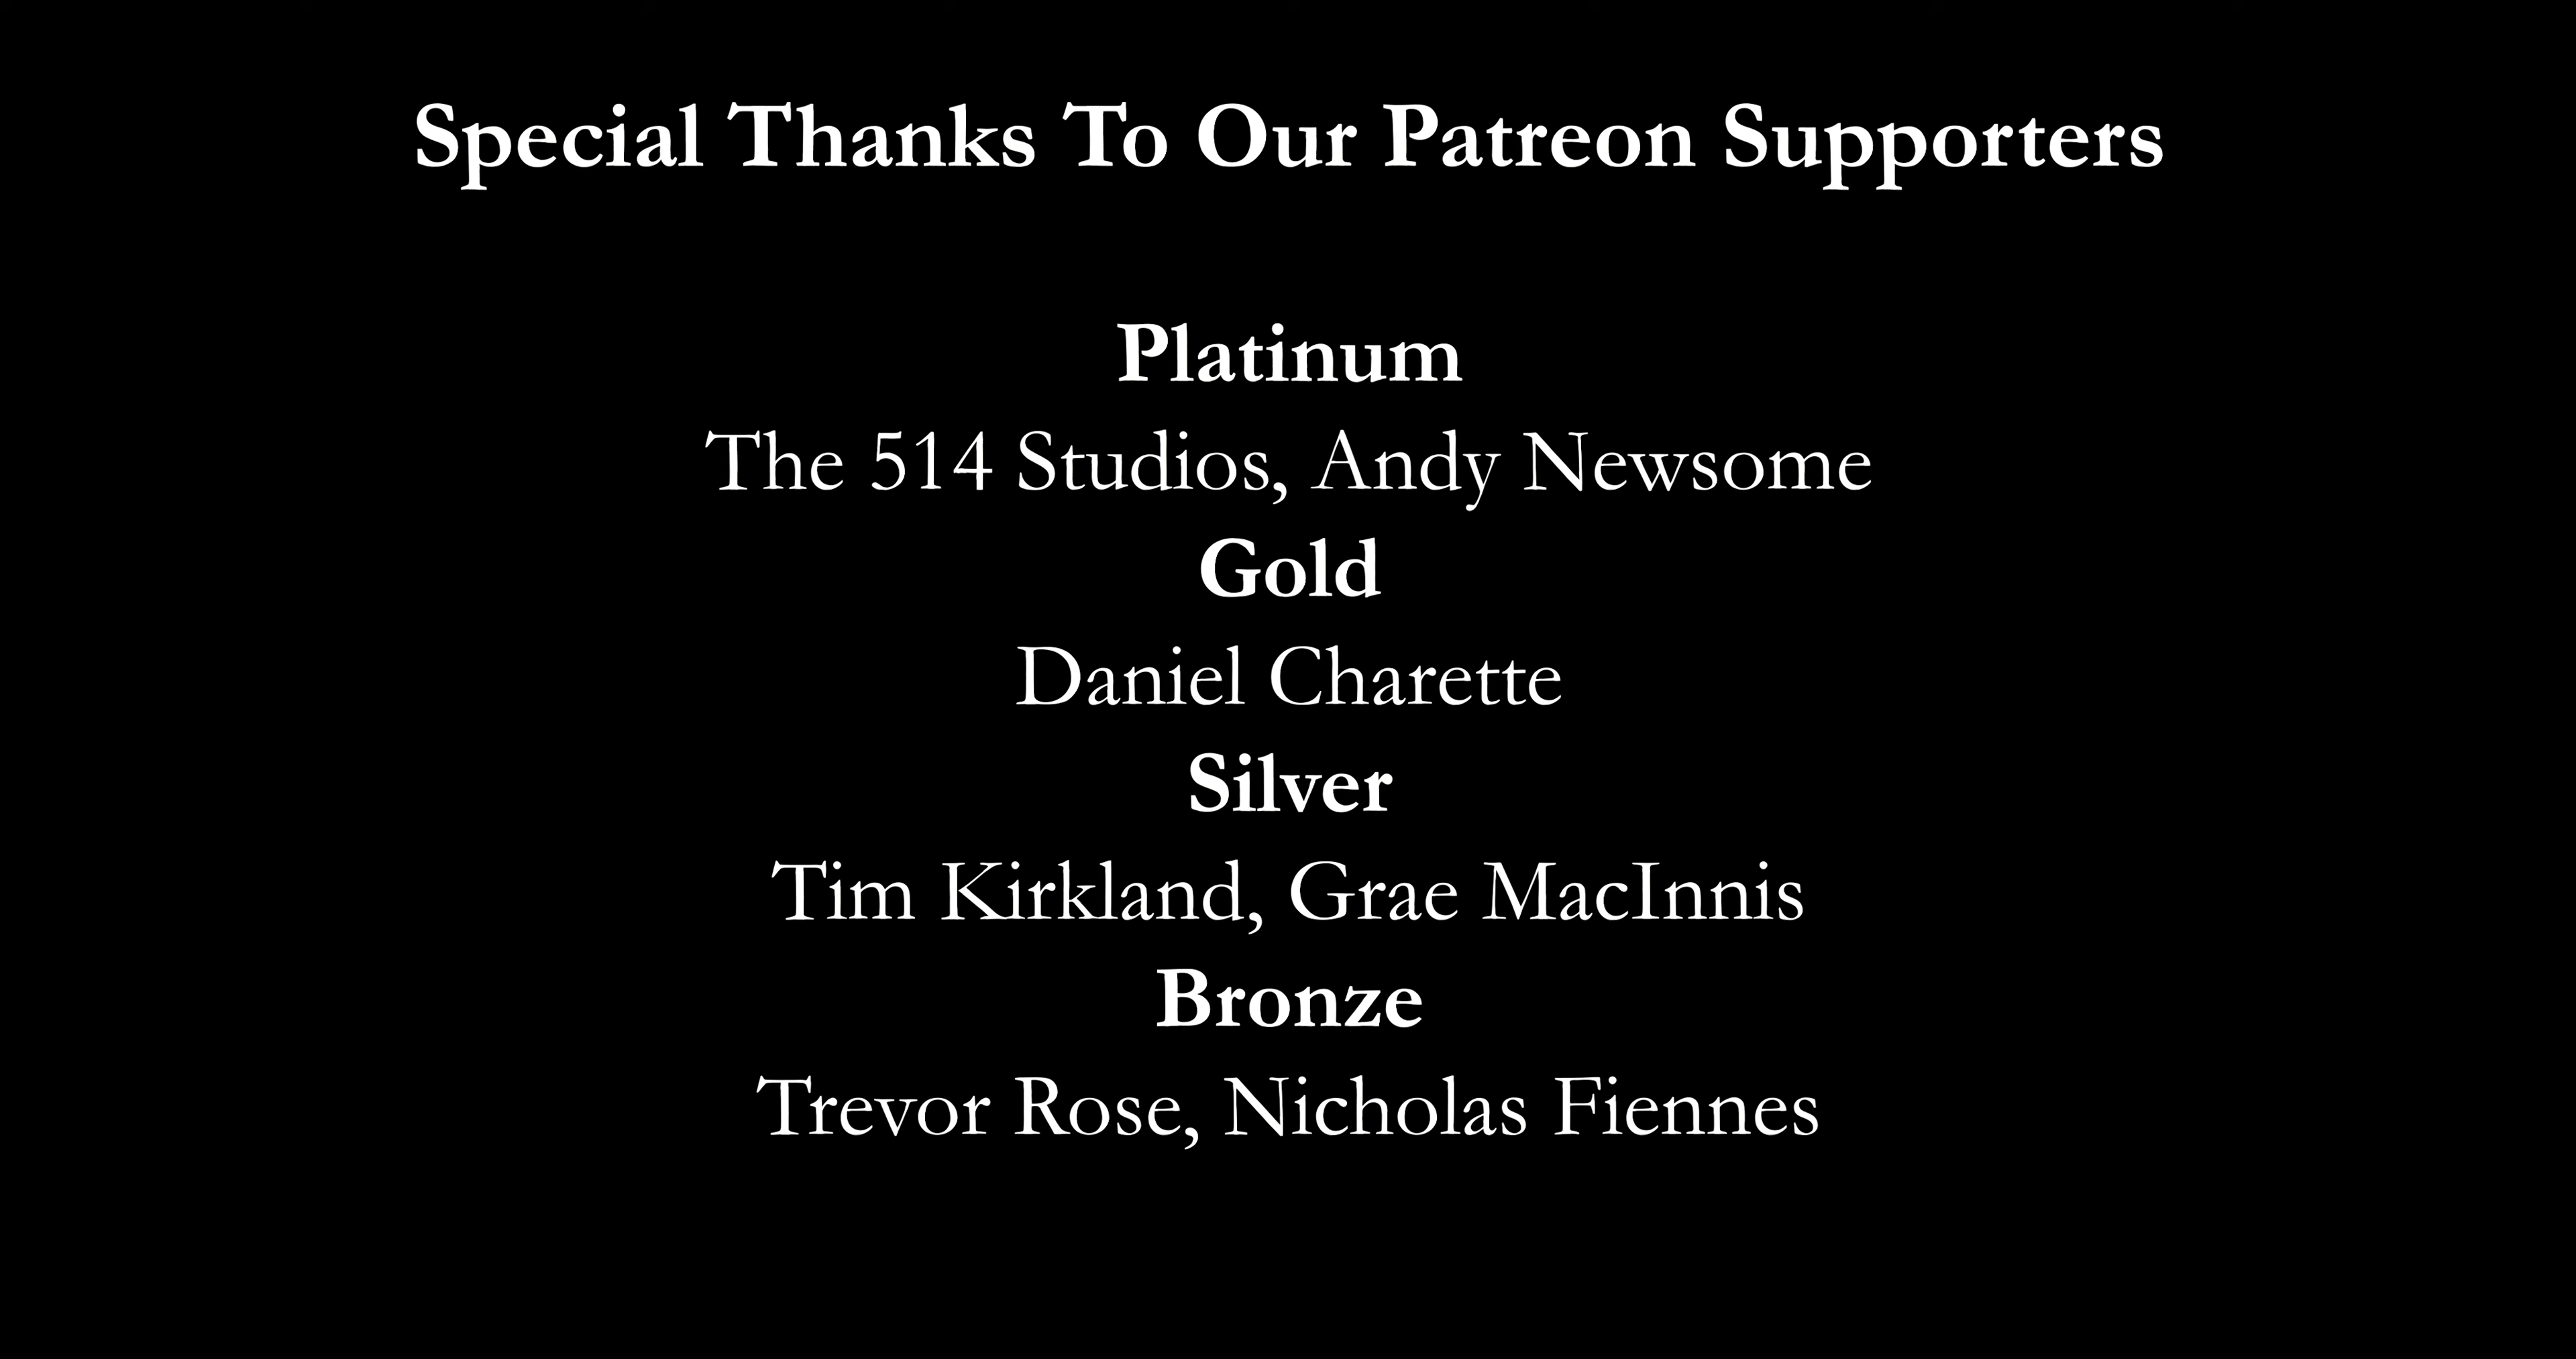 Special Thanks To Our Patreon Supporters
Platinum
The 514 Studios, Andy Newsome
Gold
Daniel Charette
Silver
Tim Kirkland, Grae MacInnis
Bronze
Trevor Rose, Nicholas Fiennes